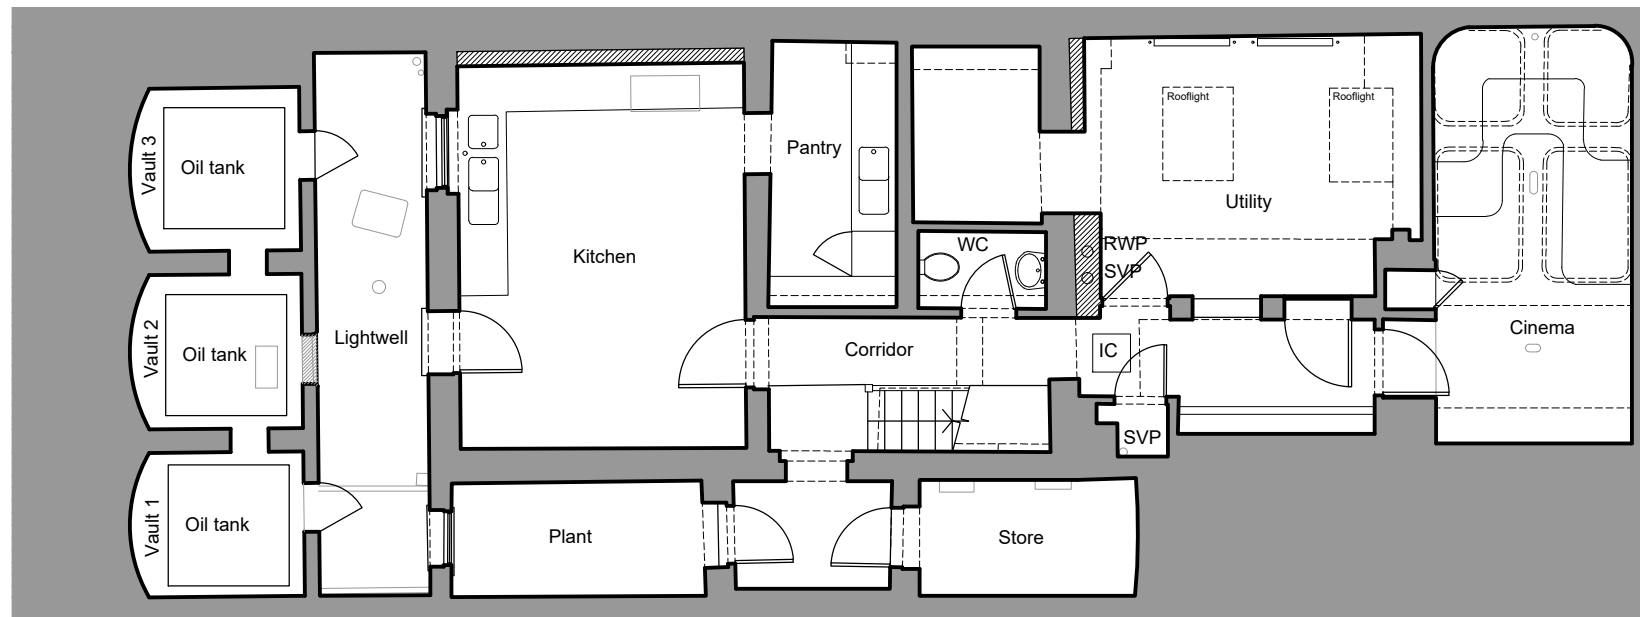 Vault 3
Oil tank
Vault 2
Oil tank
Vault 1
Oil tank
Lightwell
Kitchen
Pantry
WC
RWP
SVP
Rooflight
Rooflight
Utility
Cinema
Corridor
IC
SVP
Plant
Store